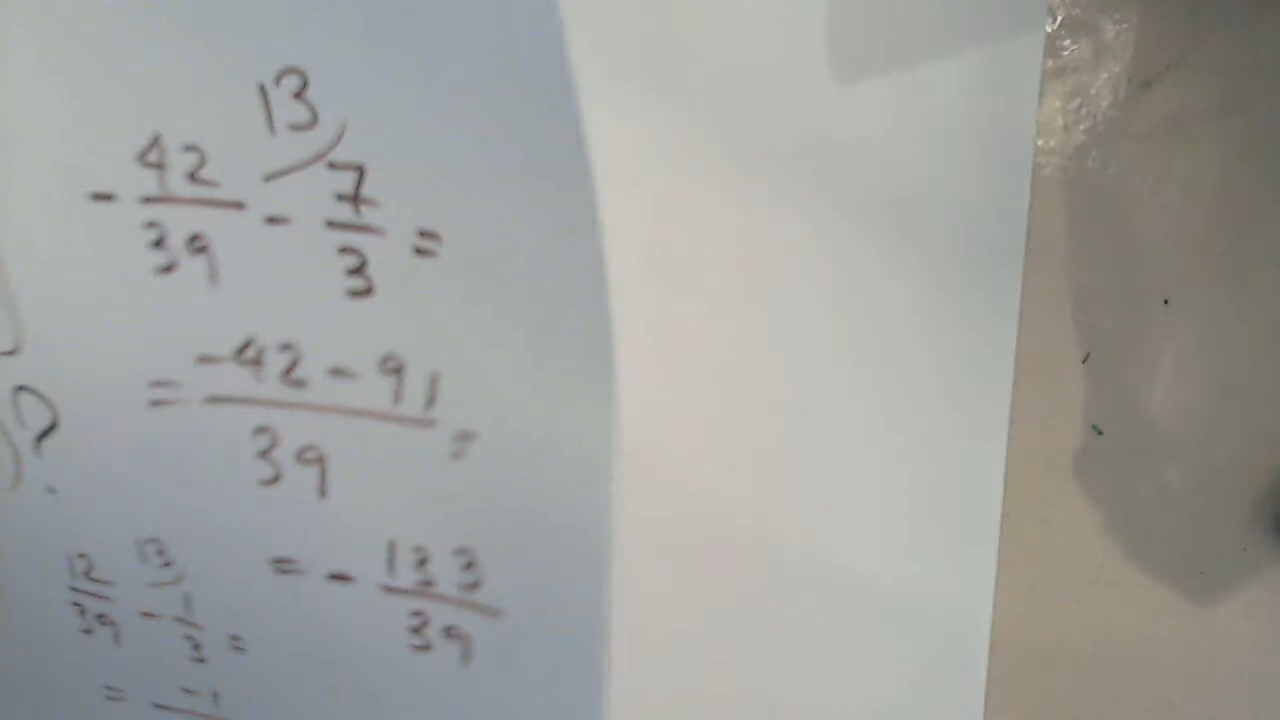 13
- 42/39 - 7/3 =
= -42 - 91/39 =
= - 133/39
?